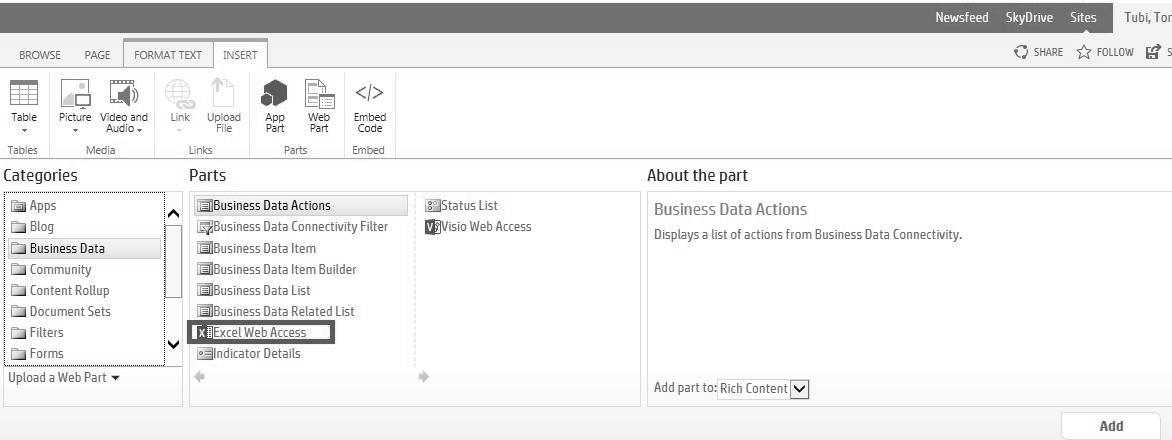 Newsfeed SkyDrive Sites Tubi, Tor
BROWSE PAGE FORMAT TEXT INSERT SHARE FOLLOW S
Table Picture Video and Audio Link Upload File App Part Web Part Embed Code
Tables Media Links Parts Embed
Categories
Apps
Blog
Business Data
Community
Content Rollup
Document Sets
Filters
Forms
Upload a Web Part
Parts
Business Data Actions
Business Data Connectivity Filter
Business Data Item
Business Data Item Builder
Business Data List
Business Data Related List
Excel Web Access
Indicator Details
Status List
Visio Web Access
About the part
Business Data Actions
Displays a list of actions from Business Data Connectivity.
Add part to: Rich Content
Add